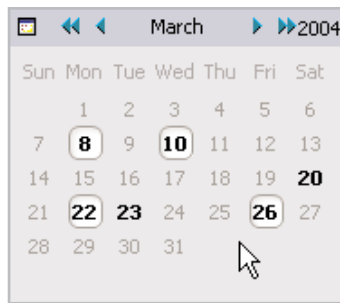 March 2004
Sun Mon Tue Wed Thu Fri Sat
1 2 3 4 5 6
7 8 9 10 11 12 13
14 15 16 17 18 19 20
21 22 23 24 25 26 27
28 29 30 31